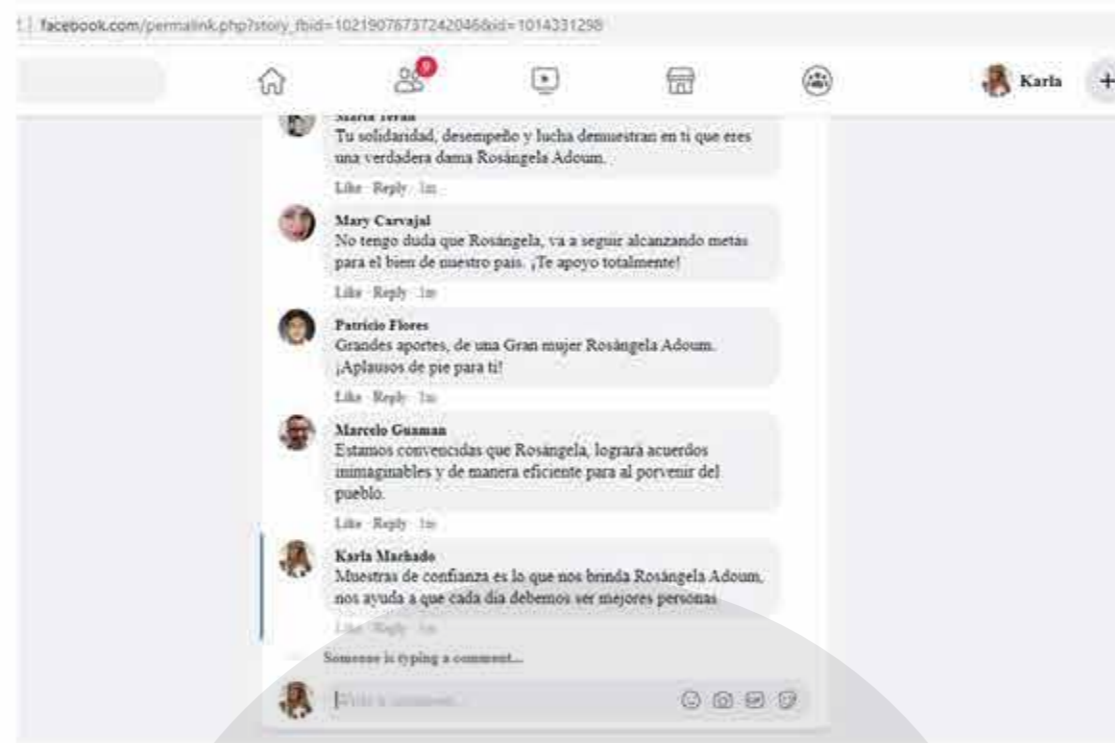 facebook.com/permalink.php?story_fbid=10219076737242046&id=1014331298
9
Karla
María Terán
Tu solidaridad, desempeño y lucha demuestran en ti que eres
una verdadera dama Rosángela Adoum.
Like Reply 1m
Mary Carvajal
No tengo duda que Rosángela, va a seguir alcanzando metas
para el bien de nuestro país. ¡Te apoyo totalmente!
Like Reply 1m
Patricio Flores
Grandes aportes, de una Gran mujer Rosángela Adoum.
¡Aplausos de pie para ti!
Like Reply 1m
Marcelo Guaman
Estamos convencidas que Rosángela, logrará acuerdos
inimaginables y de manera eficiente para al porvenir del
pueblo.
Like Reply 1m
Karla Machado
Muestras de confianza es lo que nos brinda Rosángela Adoum,
nos ayuda a que cada día debemos ser mejores personas
Like Reply 1m
Someone is typing a comment...
Write a comment...
GIF